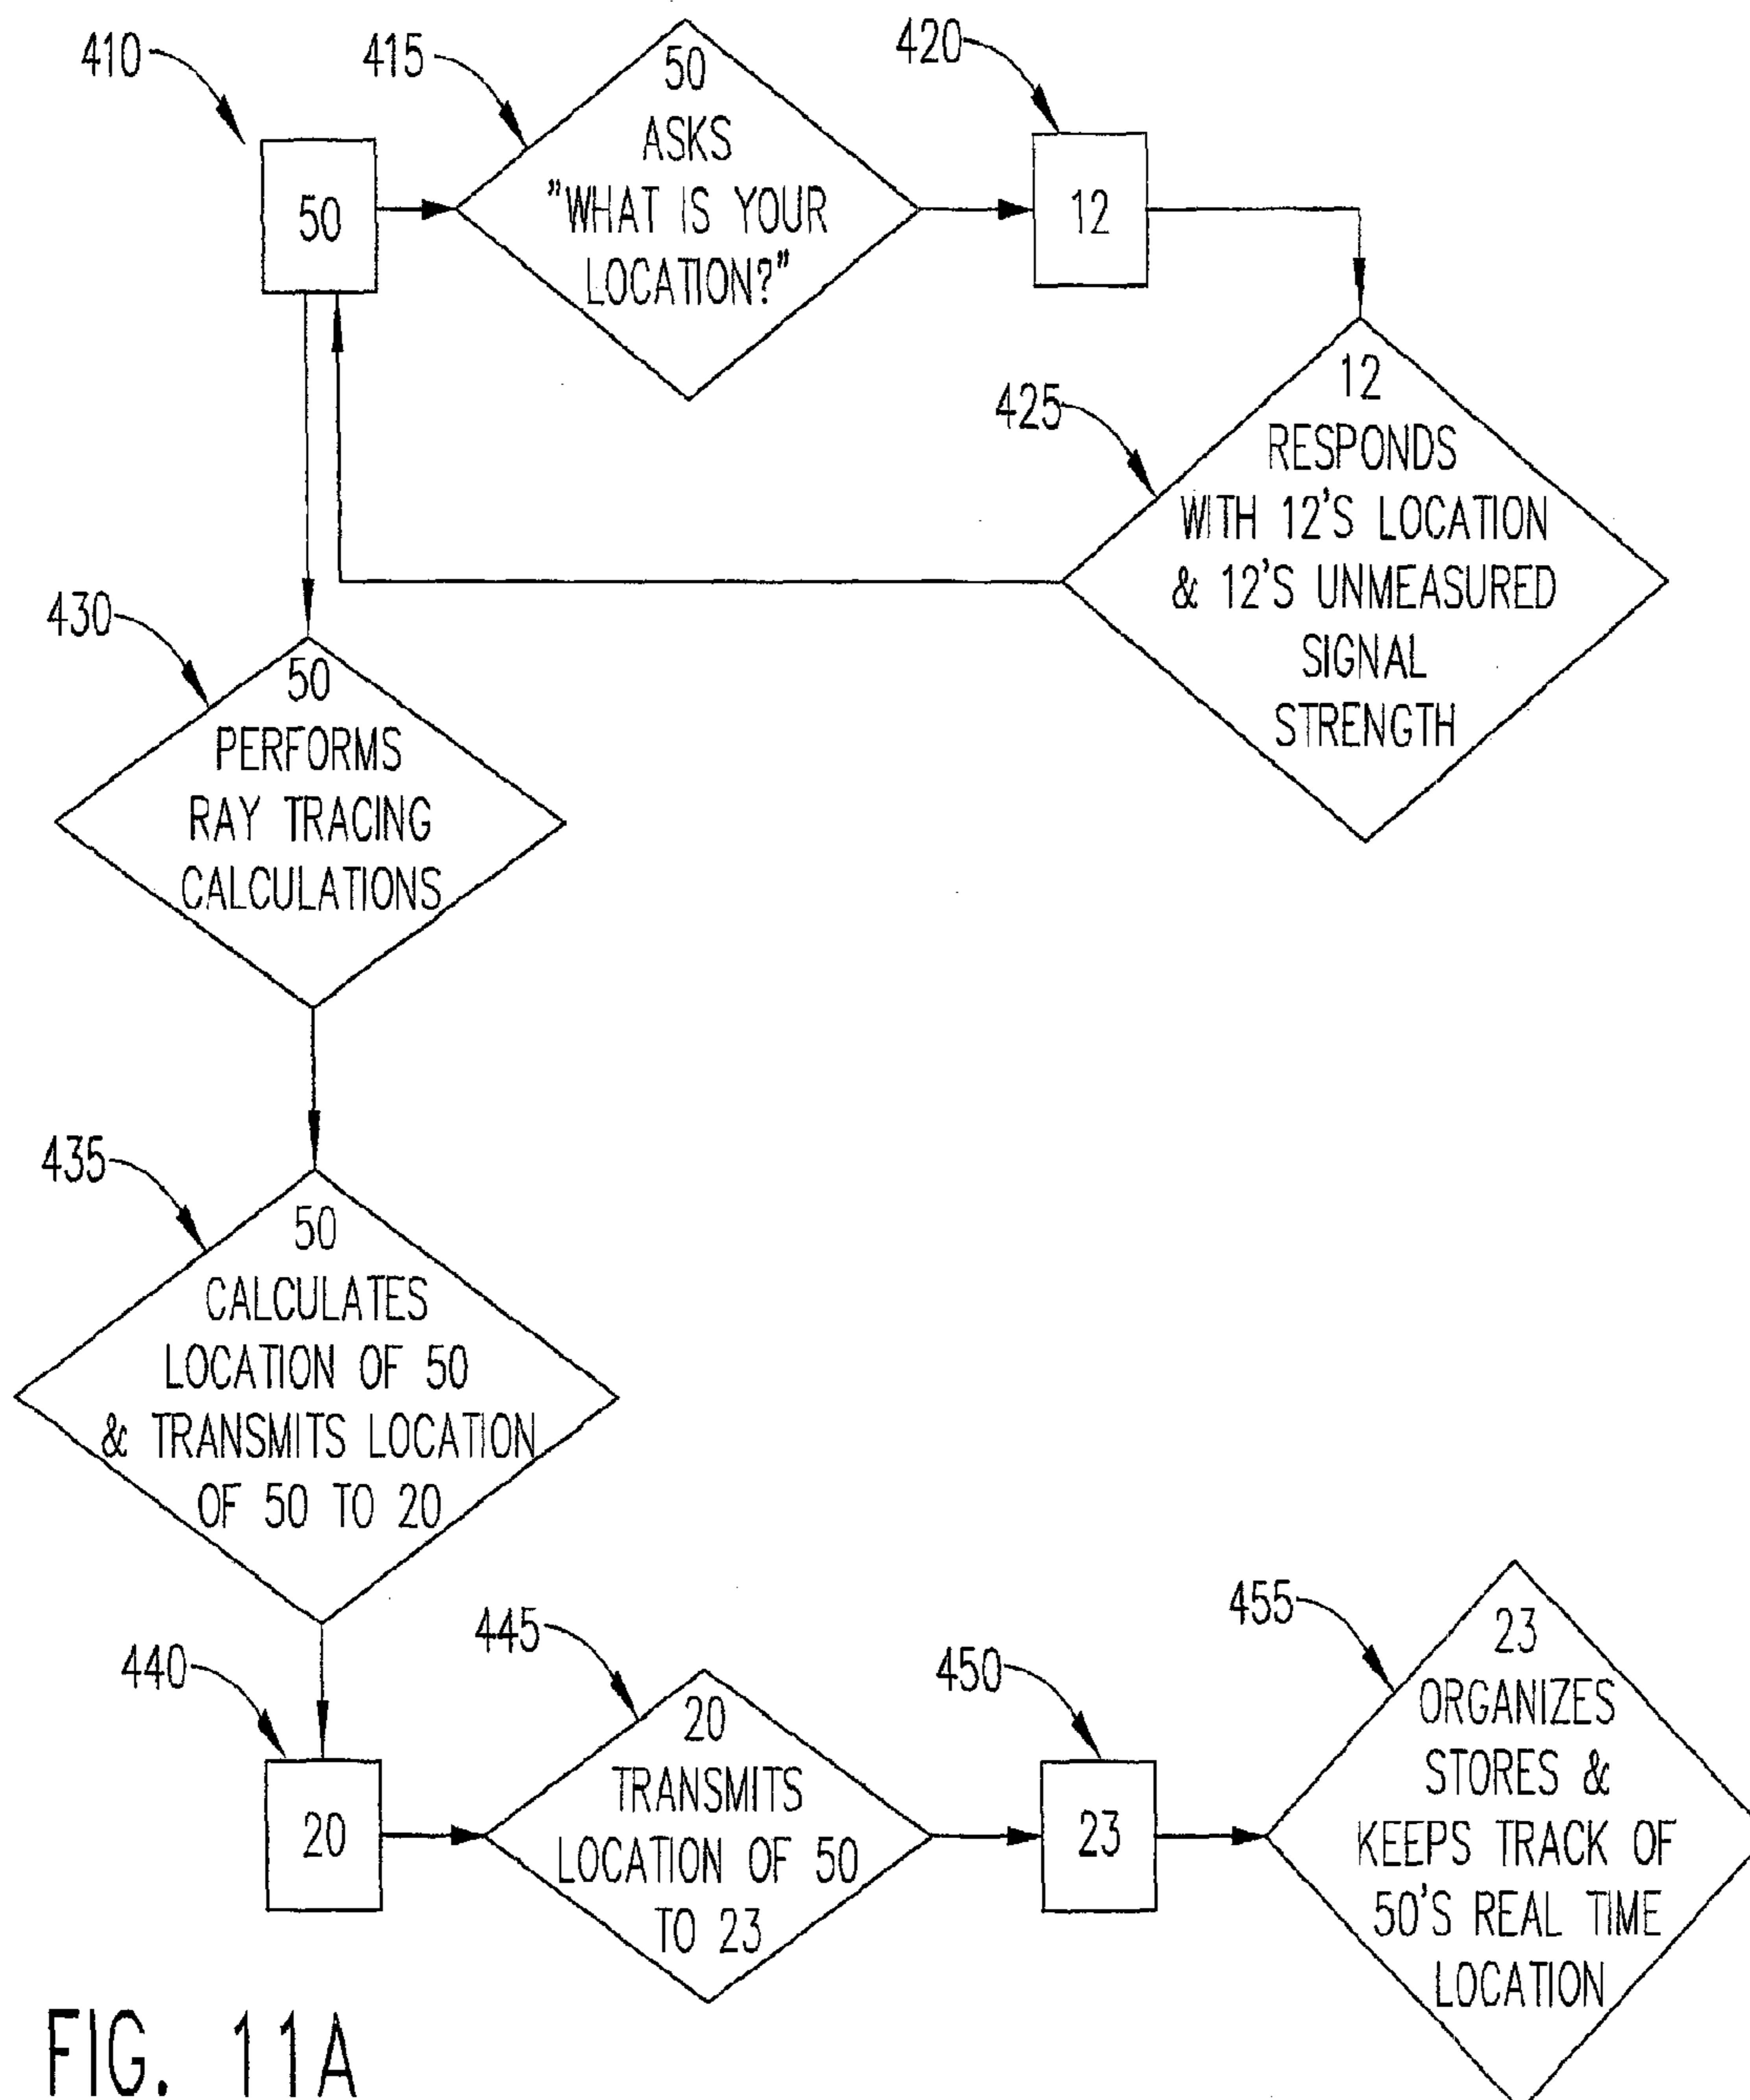 410
50
415
50
ASKS
"WHAT IS YOUR
LOCATION?"
420
12
425
12
RESPONDS
WITH 12'S LOCATION
& 12'S UNMEASURED
SIGNAL
STRENGTH
430
50
PERFORMS
RAY TRACING
CALCULATIONS
435
50
CALCULATES
LOCATION OF 50
& TRANSMITS LOCATION
OF 50 TO 20
440
20
445
20
TRANSMITS
LOCATION OF 50
TO 23
450
23
455
23
ORGANIZES
STORES &
KEEPS TRACK OF
50'S REAL TIME
LOCATION
FIG. 11A